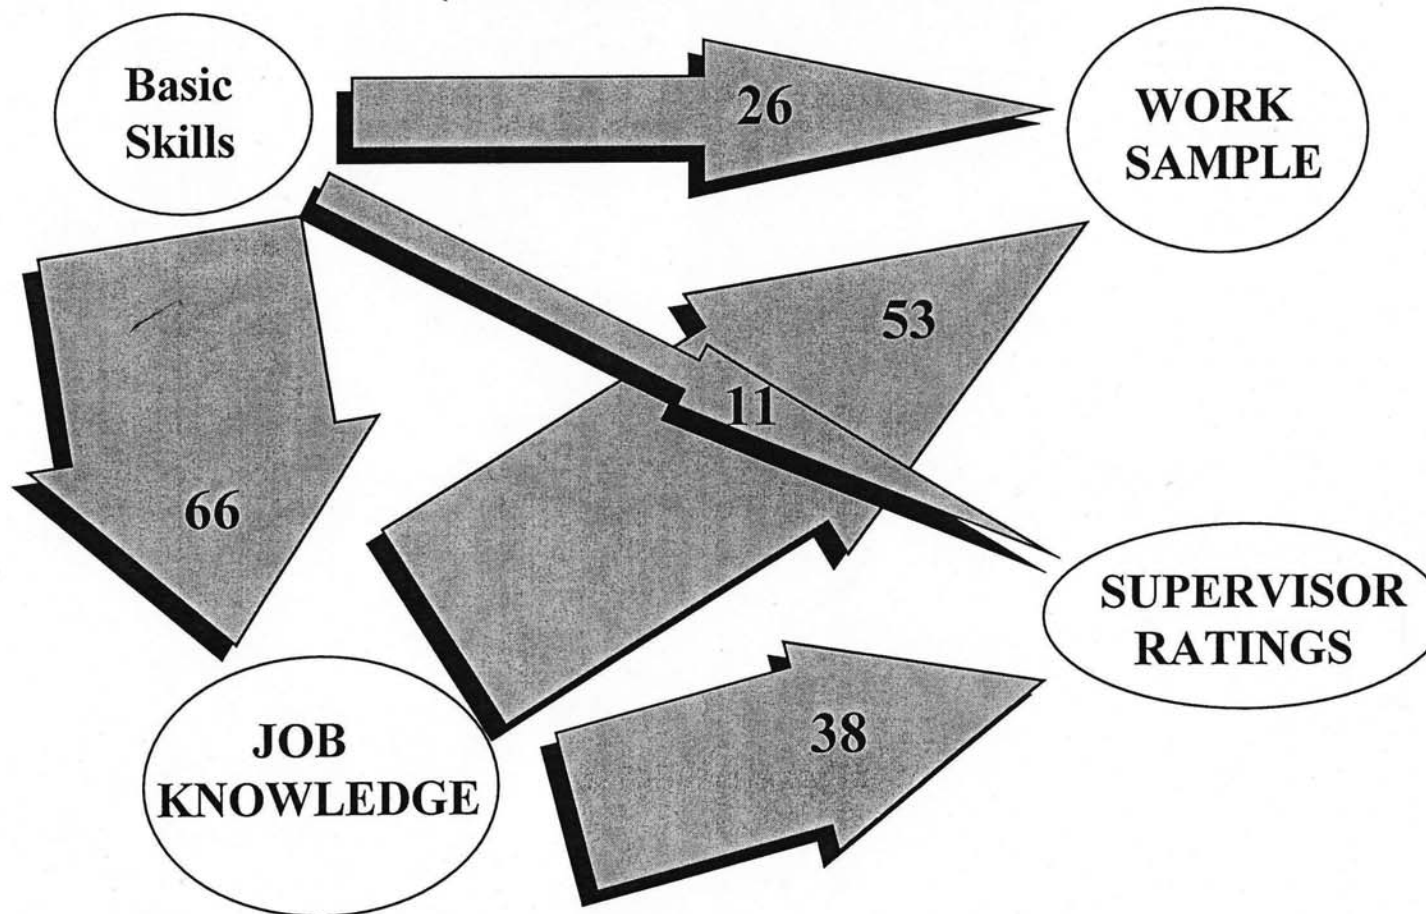 Basic
Skills
26
WORK
SAMPLE
53
11
66
SUPERVISOR
RATINGS
JOB
KNOWLEDGE
38